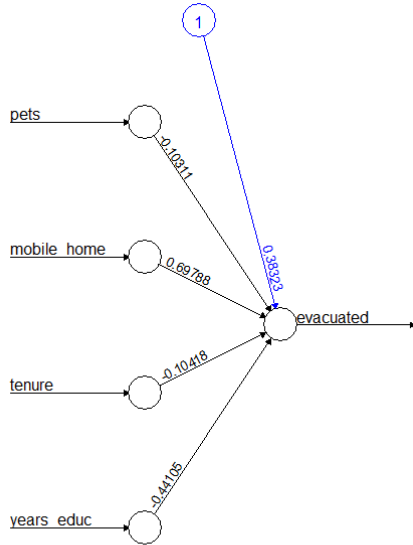 1
pets
-0.10311
mobile_home
0.69788
0.38323
evacuated
tenure
-0.10418
-0.44105
years_educ